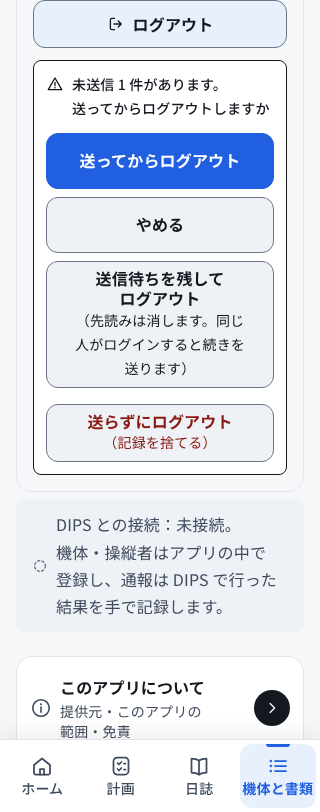 ログアウト
未送信 1 件があります。
送ってからログアウトしますか
送ってからログアウト
やめる
送信待ちを残して
ログアウト
（先読みは消します。同じ
人がログインすると続きを
送ります）
送らずにログアウト
（記録を捨てる）
DIPS との接続：未接続。
機体・操縦者はアプリの中で
登録し、通報は DIPS で行った
結果を手で記録します。
このアプリについて
提供元・このアプリの
範囲・免責
ホーム
計画
日誌
機体と書類